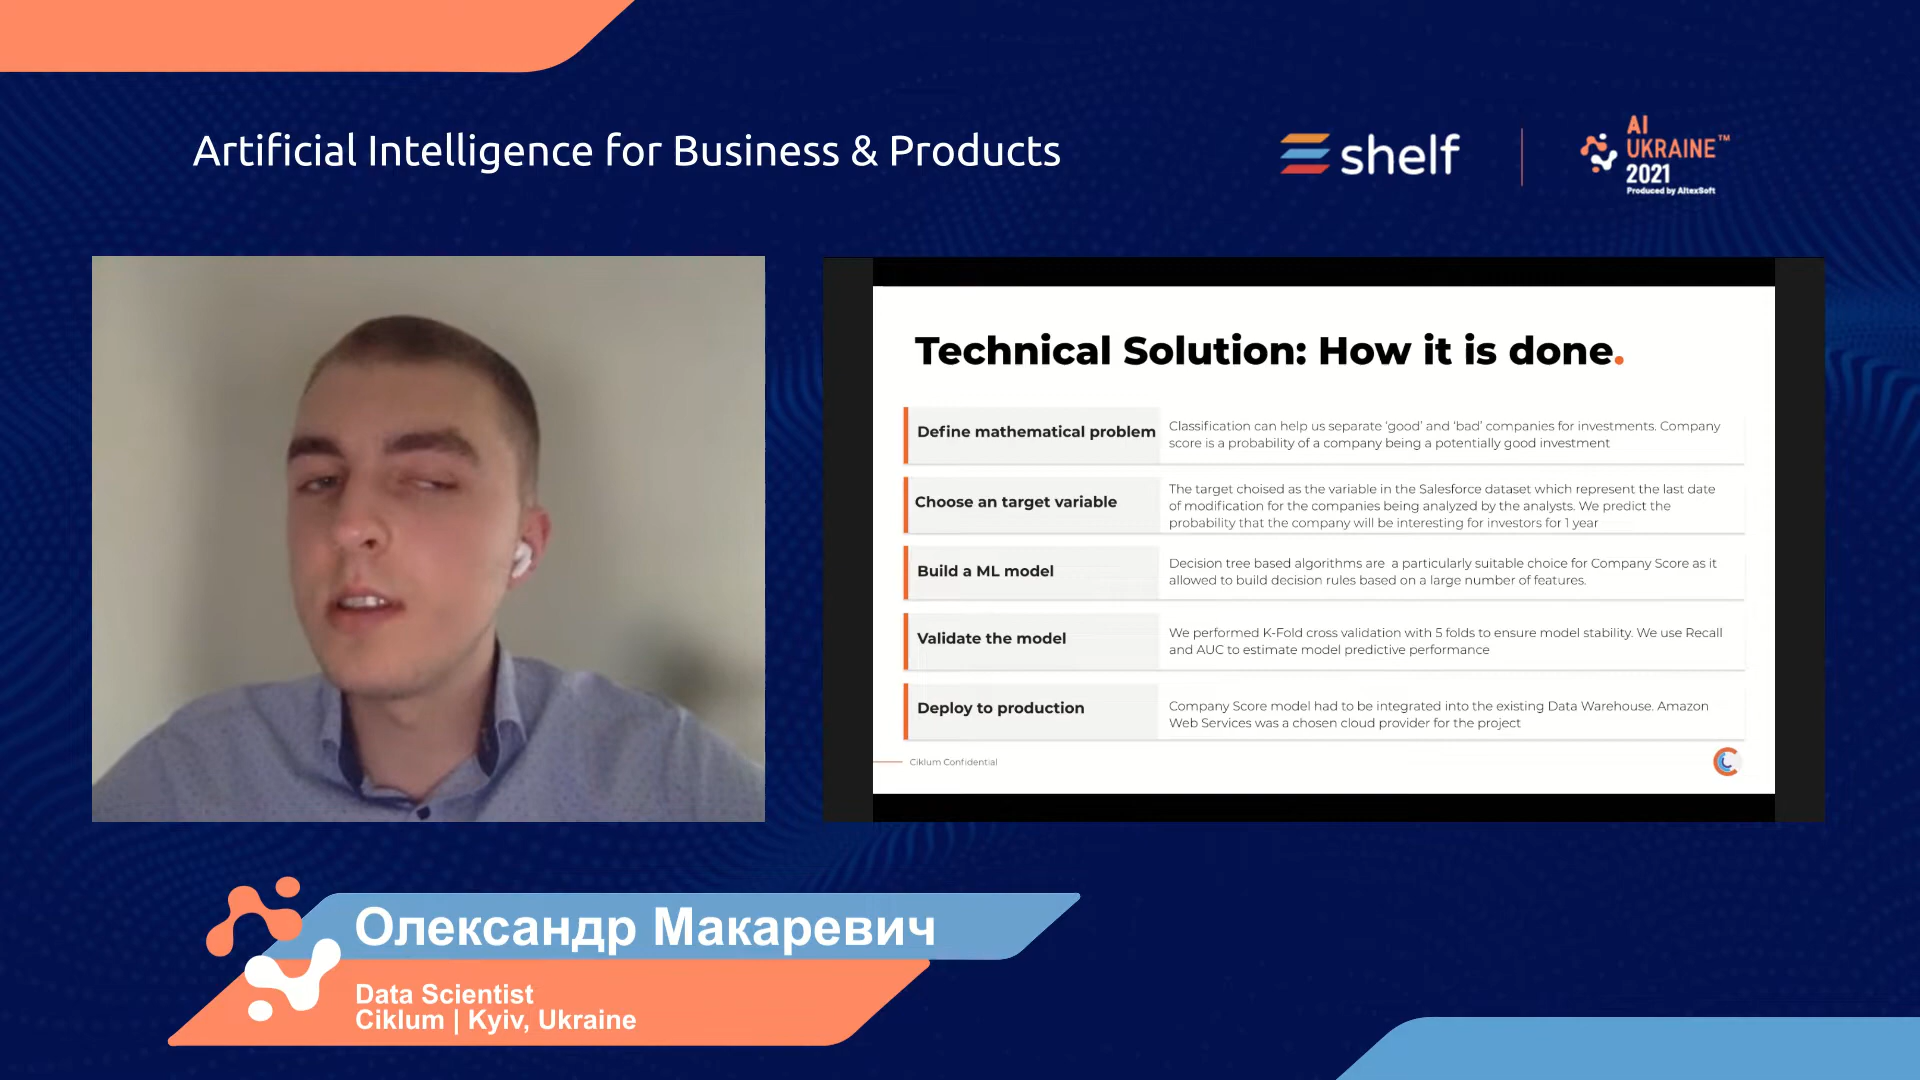 Artificial Intelligence for Business & Products
shelf
AI
UKRAINE™
2021
Produced by AltexSoft
Technical Solution: How it is done.
Define mathematical problem
Classification can help us separate ‘good’ and ‘bad’ companies for investments. Company
score is a probability of a company being a potentially good investment
Choose an target variable
The target choised as the variable in the Salesforce dataset which represent the last date
of modification for the companies being analyzed by the analysts. We predict the
probability that the company will be interesting for investors for 1 year
Build a ML model
Decision tree based algorithms are a particularly suitable choice for Company Score as it
allowed to build decision rules based on a large number of features.
Validate the model
We performed K-Fold cross validation with 5 folds to ensure model stability. We use Recall
and AUC to estimate model predictive performance
Deploy to production
Company Score model had to be integrated into the existing Data Warehouse. Amazon
Web Services was a chosen cloud provider for the project
Ciklum Confidential
Олександр Макаревич
Data Scientist
Ciklum | Kyiv, Ukraine